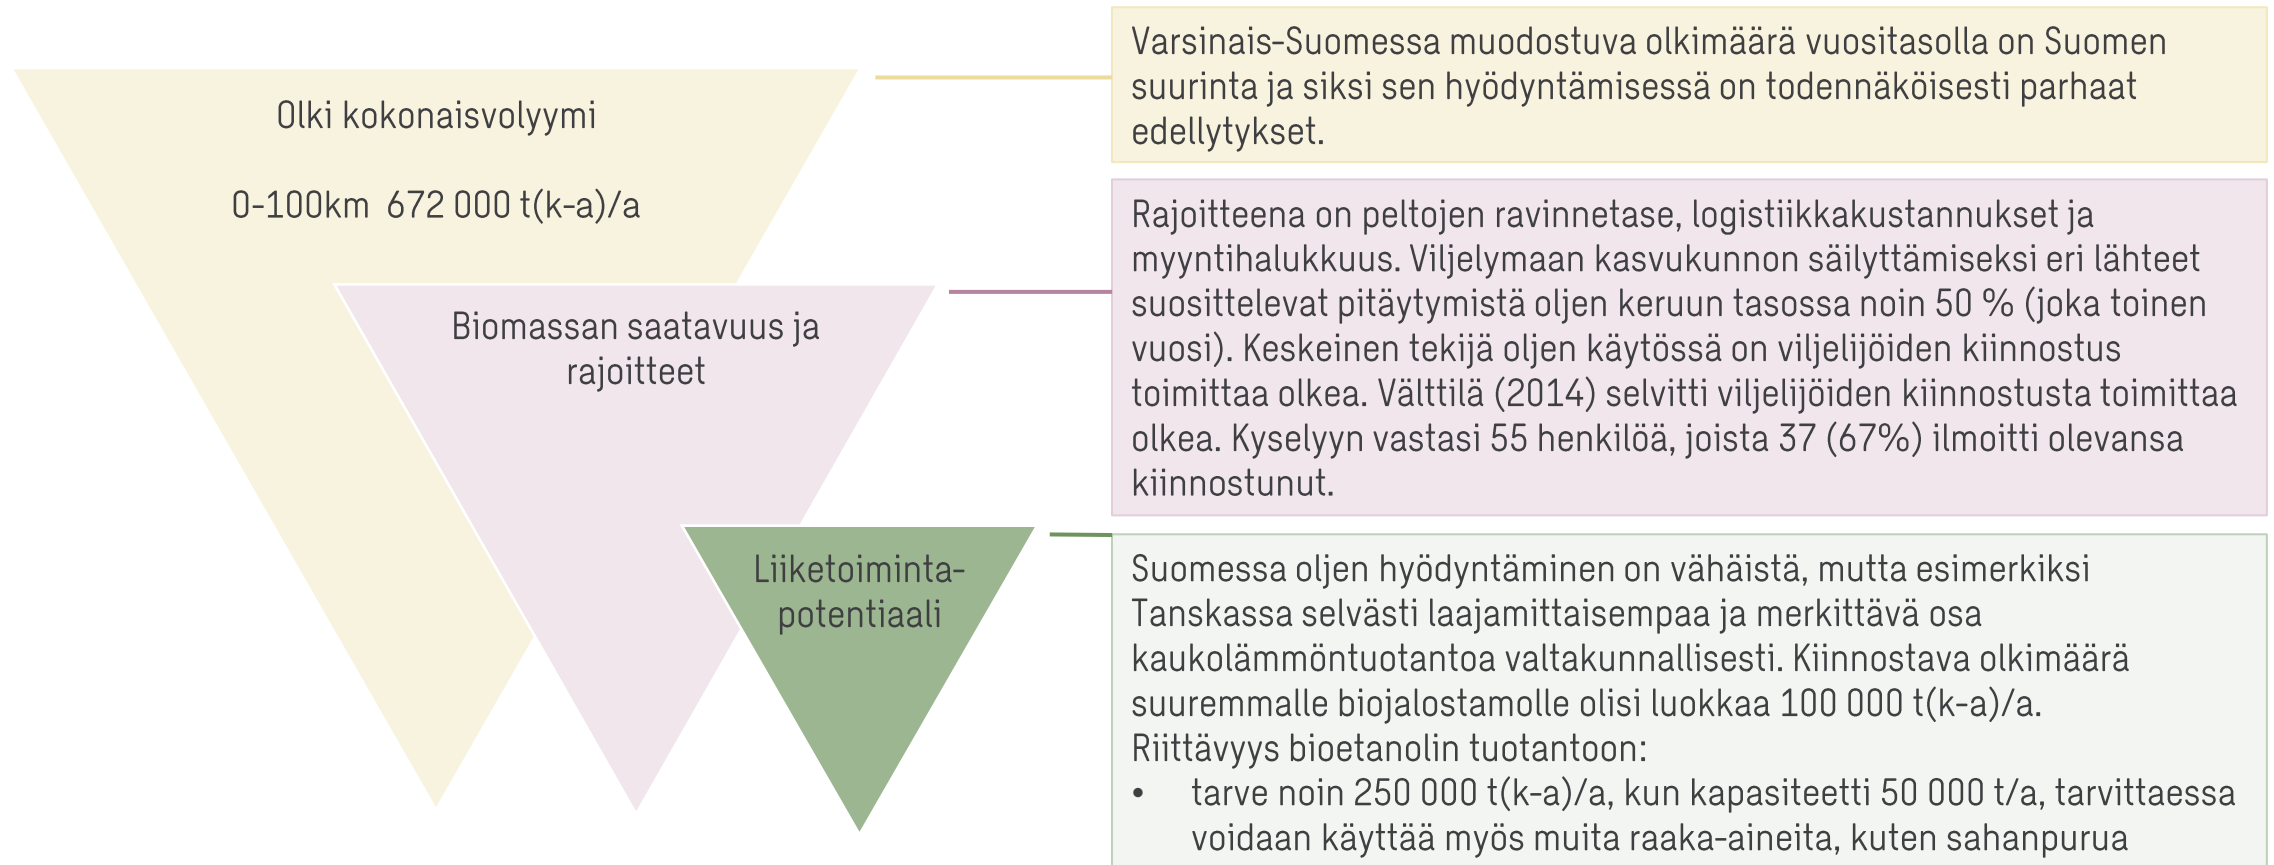 Olki kokonaisvolyymi
0-100km 672 000 t(k-a)/a
Biomassan saatavuus ja
rajoitteet
Liiketoiminta-
potentiaali
Varsinais-Suomessa muodostuva olkimäärä vuositasolla on Suomen
suurinta ja siksi sen hyödyntämisessä on todennäköisesti parhaat
edellytykset.
Rajoitteena on peltojen ravinnetase, logistiikkakustannukset ja
myyntihalukkuus. Viljelymaan kasvukunnon säilyttämiseksi eri lähteet
suosittelevat pitäytymistä oljen keruun tasossa noin 50 % (joka toinen
vuosi). Keskeinen tekijä oljen käytössä on viljelijöiden kiinnostus
toimittaa olkea. Välttilä (2014) selvitti viljelijöiden kiinnostusta toimittaa
olkea. Kyselyyn vastasi 55 henkilöä, joista 37 (67%) ilmoitti olevansa
kiinnostunut.
Suomessa oljen hyödyntäminen on vähäistä, mutta esimerkiksi
Tanskassa selvästi laajamittaisempaa ja merkittävä osa
kaukolämmöntuotantoa valtakunnallisesti. Kiinnostava olkimäärä
suuremmalle biojalostamolle olisi luokkaa 100 000 t(k-a)/a.
Riittävyys bioetanolin tuotantoon:
• tarve noin 250 000 t(k-a)/a, kun kapasiteetti 50 000 t/a, tarvittaessa
voidaan käyttää myös muita raaka-aineita, kuten sahanpurua